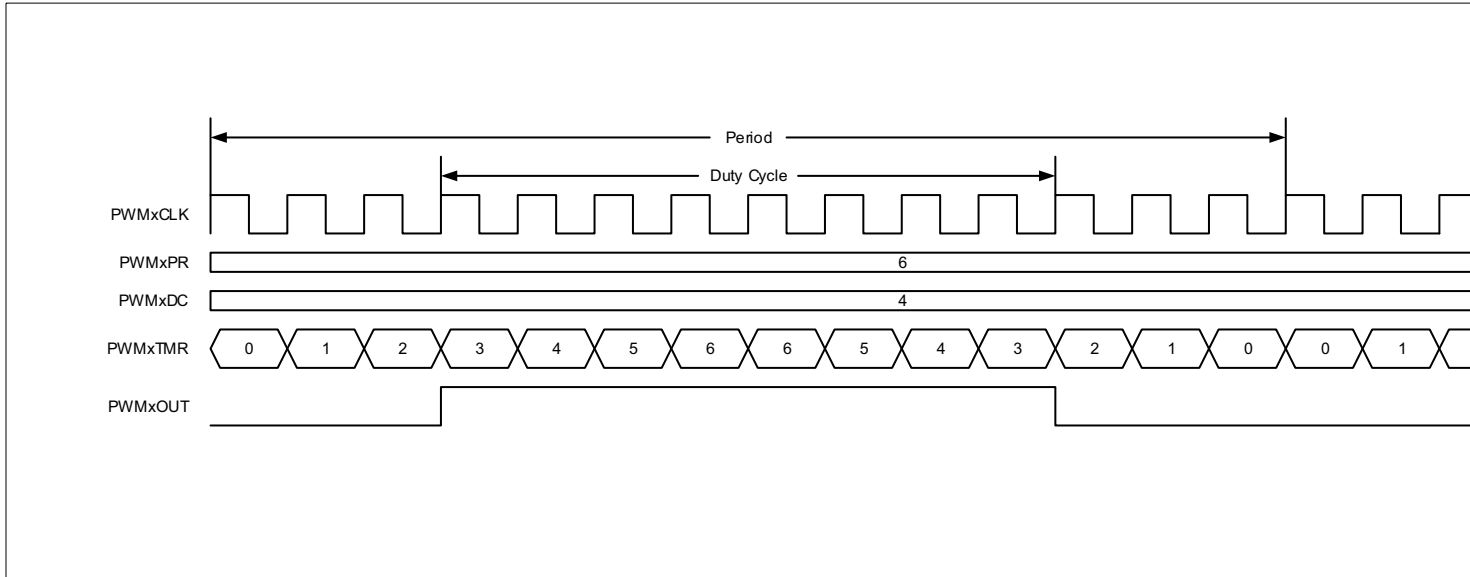 Period
Duty Cycle
PWMxCLK
PWMxPR 6
PWMxDC 4
PWMxTMR 0 1 2 3 4 5 6 6 5 4 3 2 1 0 0 1
PWMxOUT